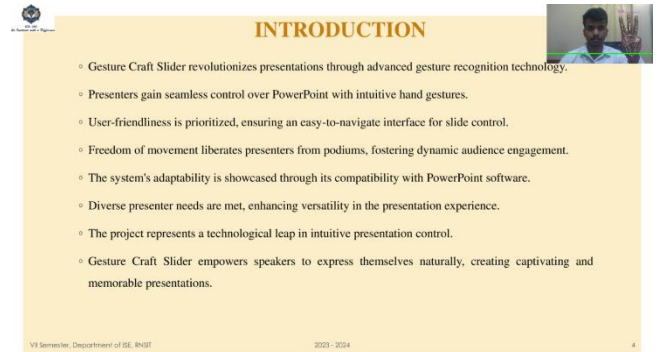 INTRODUCTION
◦ Gesture Craft Slider revolutionizes presentations through advanced gesture recognition technology.
◦ Presenters gain seamless control over PowerPoint with intuitive hand gestures.
◦ User-friendliness is prioritized, ensuring an easy-to-navigate interface for slide control.
◦ Freedom of movement liberates presenters from podiums, fostering dynamic audience engagement.
◦ The system's adaptability is showcased through its compatibility with PowerPoint software.
◦ Diverse presenter needs are met, enhancing versatility in the presentation experience.
◦ The project represents a technological leap in intuitive presentation control.
◦ Gesture Craft Slider empowers speakers to express themselves naturally, creating captivating and
memorable presentations.
VII Semester, Department of ISE, RNSIT
2023 - 2024
4